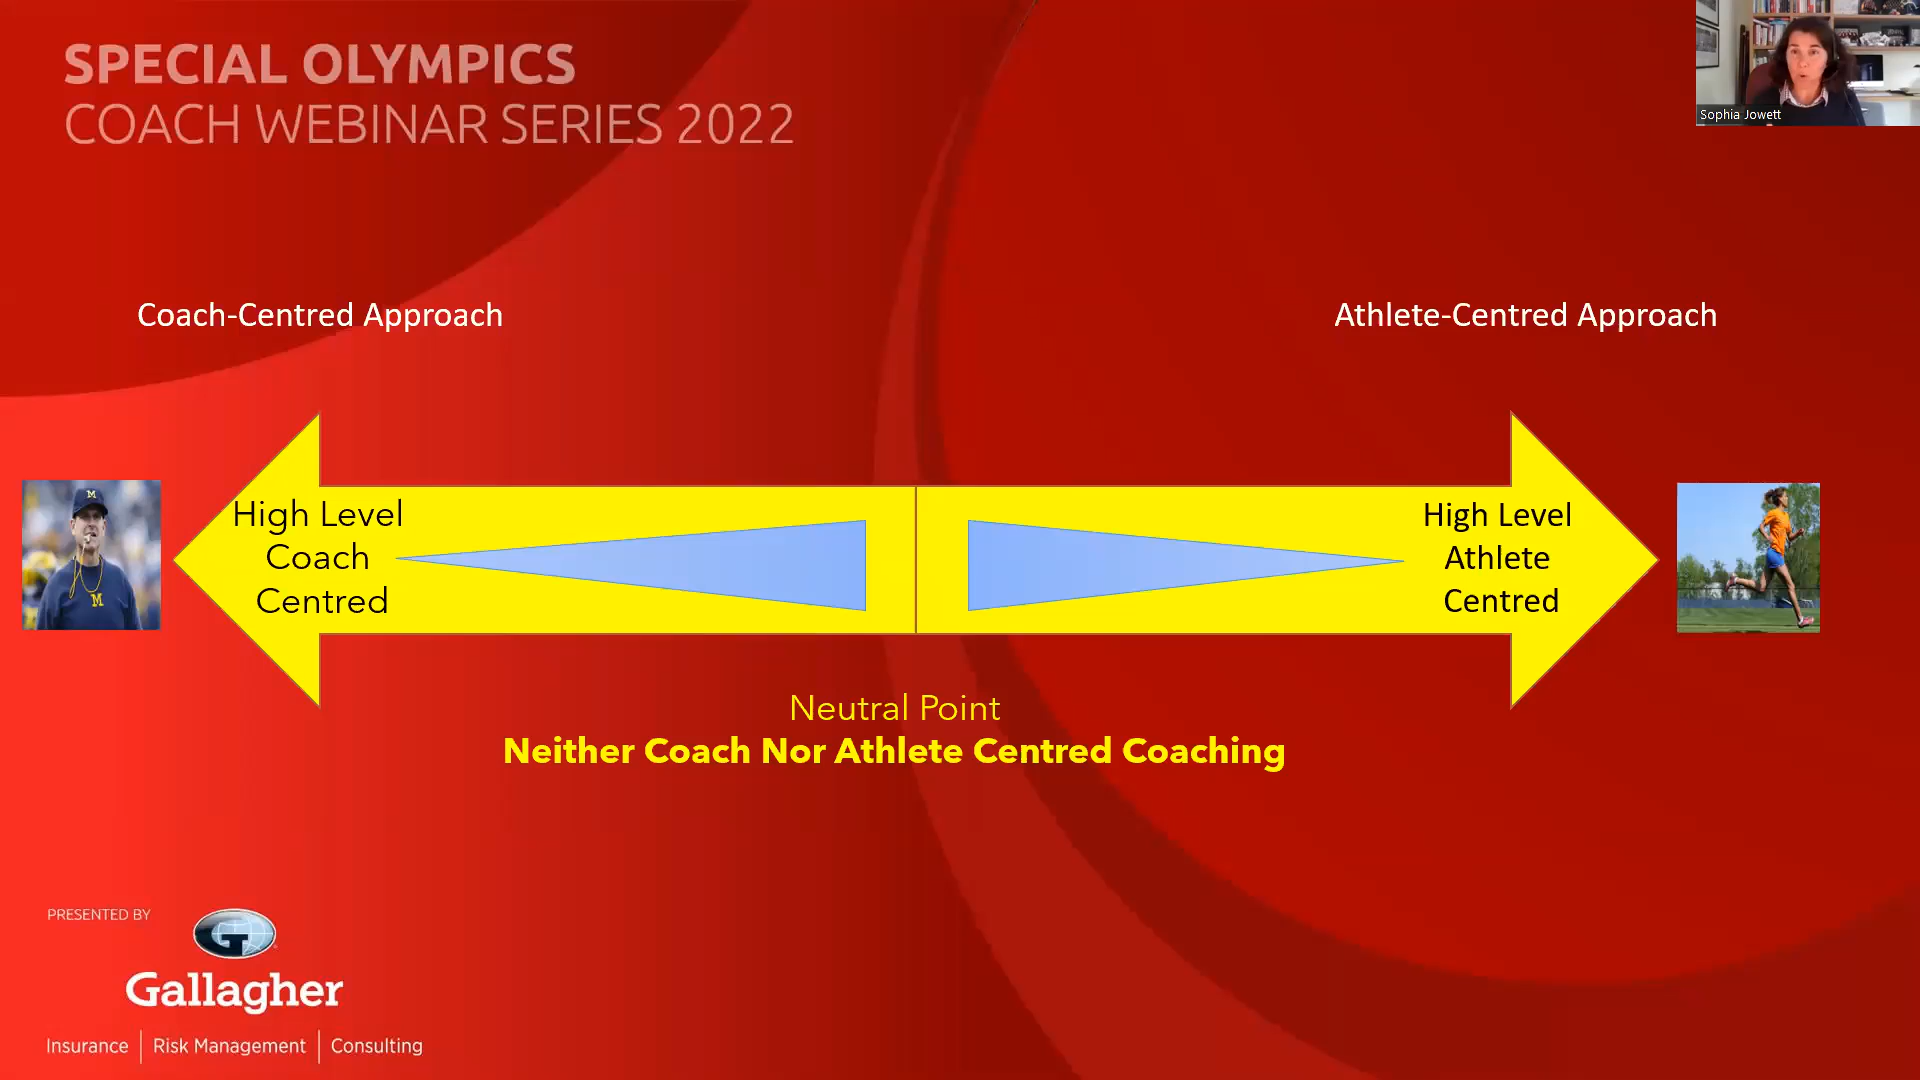 SPECIAL OLYMPICS
COACH WEBINAR SERIES 2022
Sophia Jowett
Coach-Centred Approach
Athlete-Centred Approach
High Level
Coach
Centred
High Level
Athlete
Centred
M
M
Neutral Point
Neither Coach Nor Athlete Centred Coaching
PRESENTED BY
G
Gallagher
Insurance | Risk Management | Consulting